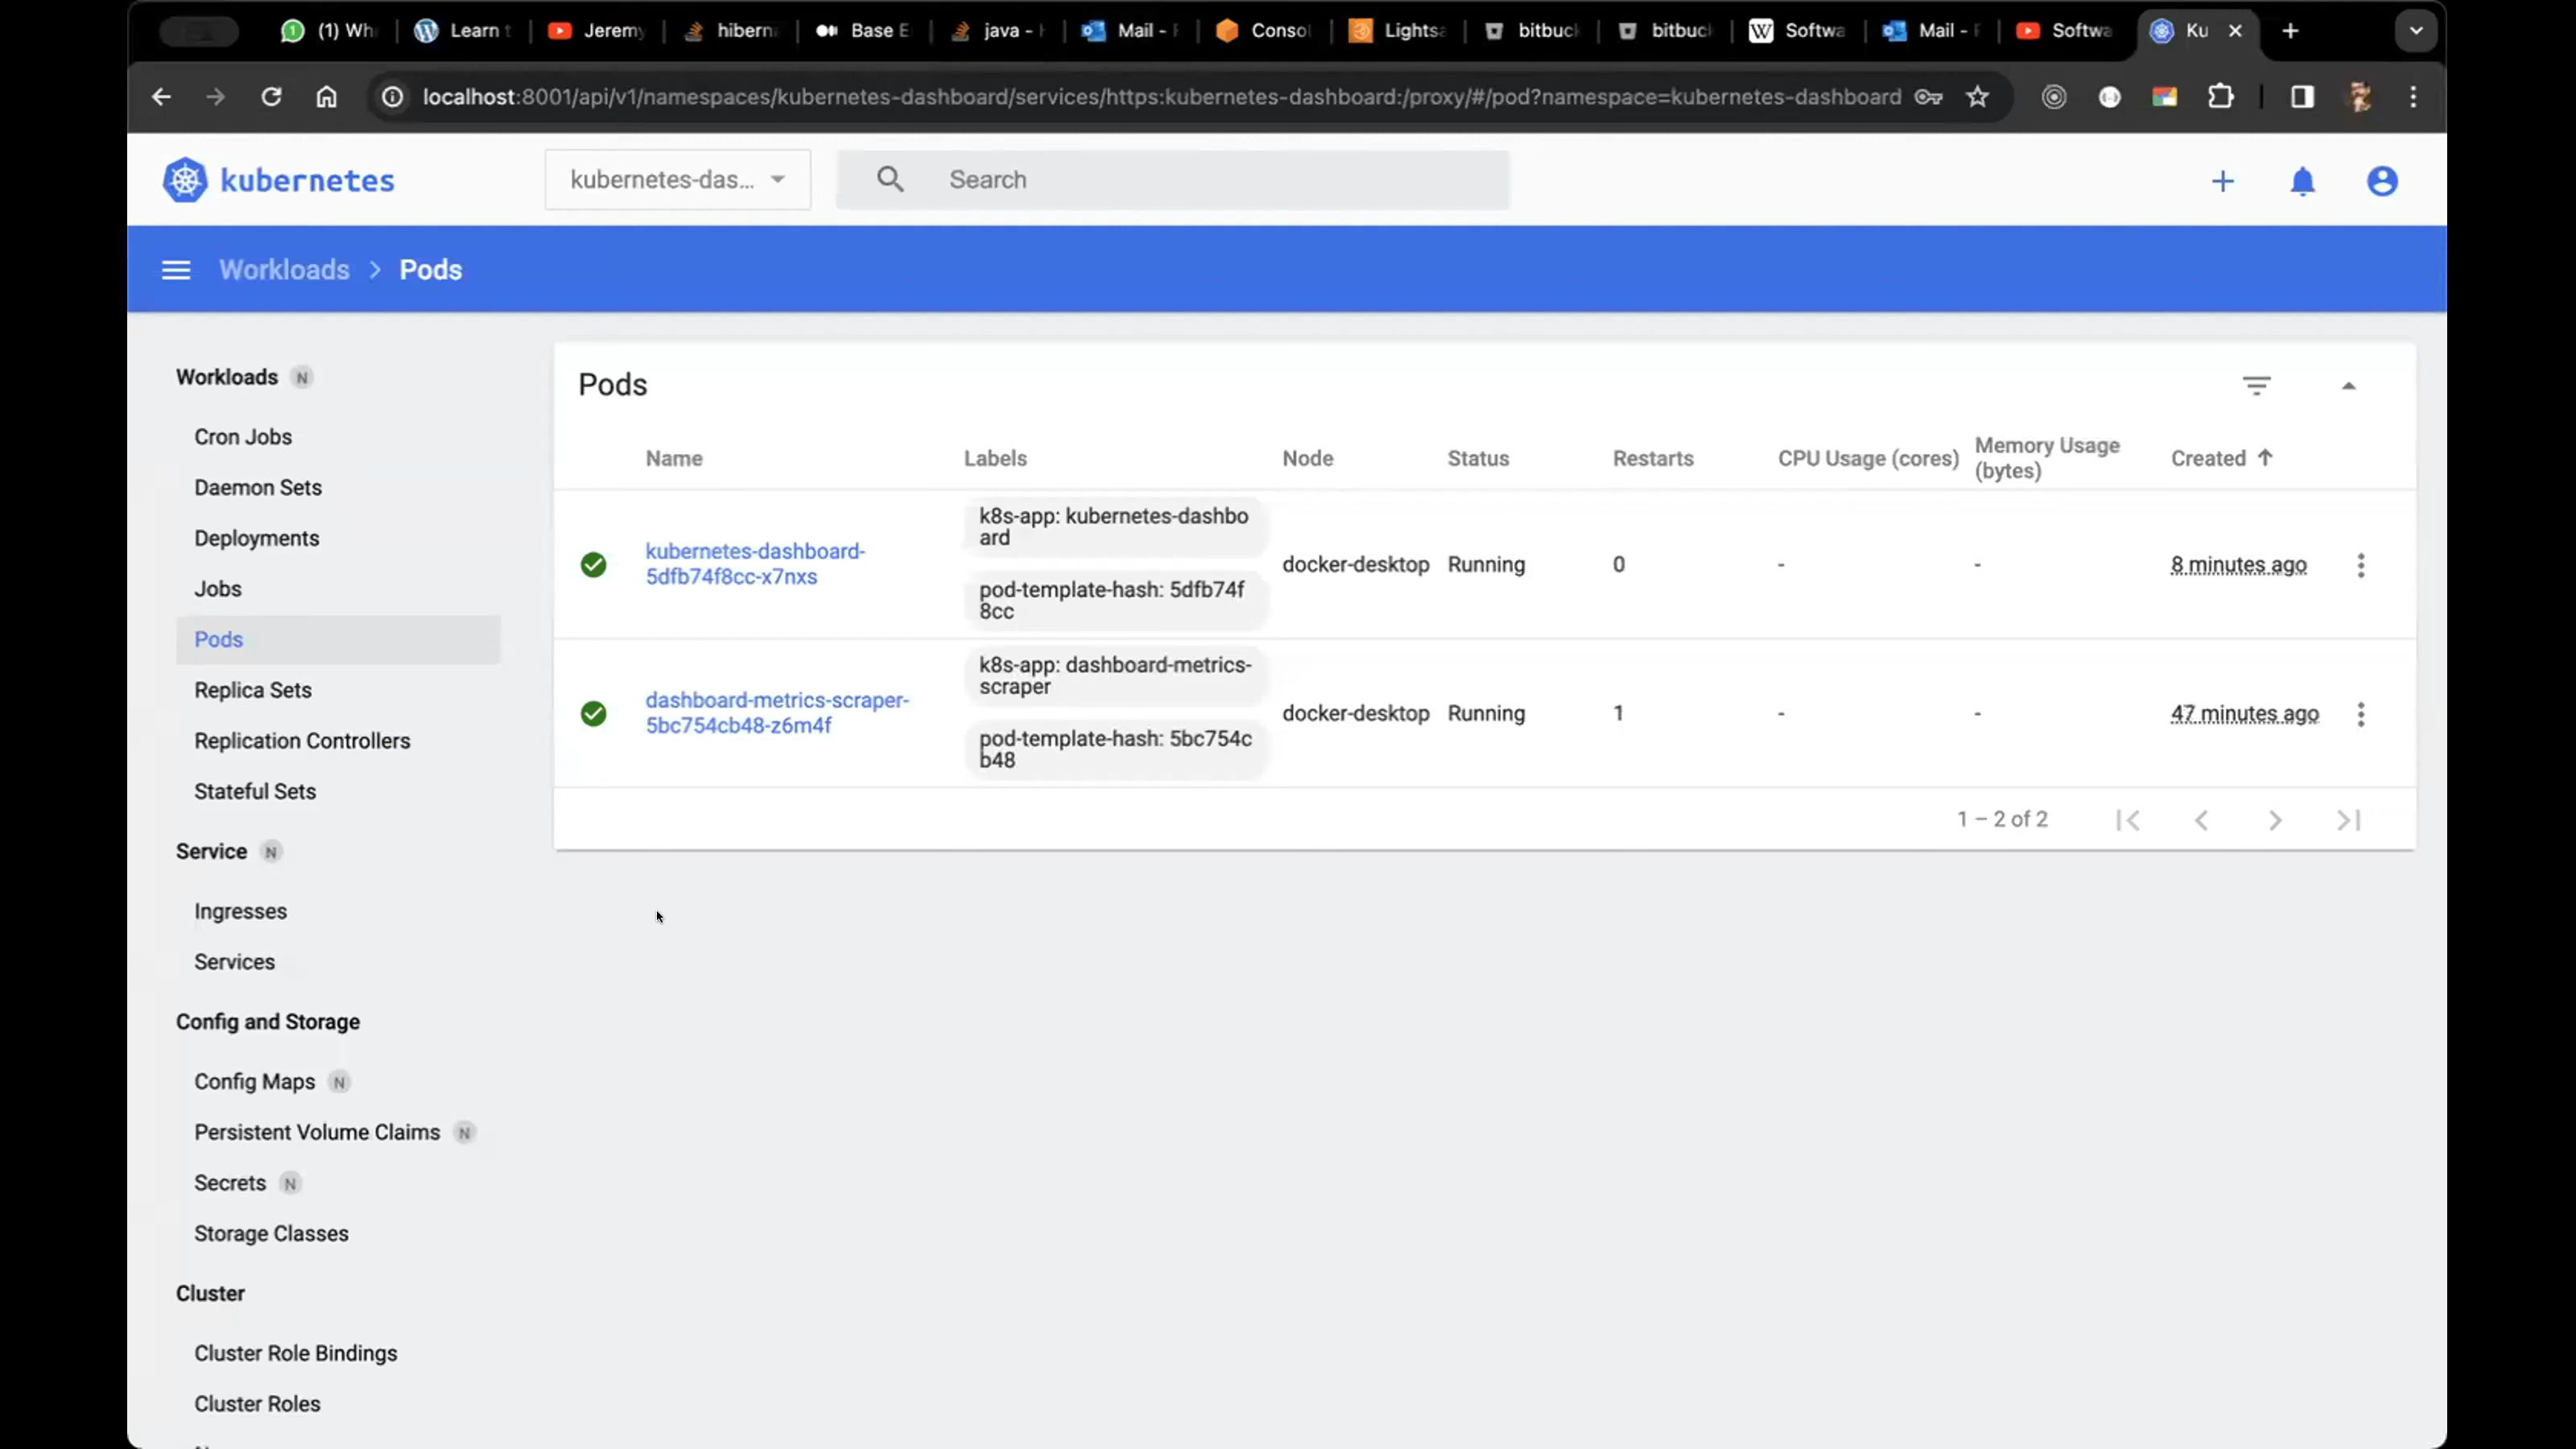 (1) Wh
Learn t
Jeremy
hibern
Base E
java -
Mail -
Conso
Lightsa
bitbuc
bitbuc
Softwa
Mail -
Softwa
Ku
localhost:8001/api/v1/namespaces/kubernetes-dashboard/services/https:kubernetes-dashboard:/proxy/#/pod?namespace=kubernetes-dashboard
kubernetes
kubernetes-das...
Search
Workloads > Pods
Workloads N
Cron Jobs
Daemon Sets
Deployments
Jobs
Pods
Replica Sets
Replication Controllers
Stateful Sets
Service N
Ingresses
Services
Config and Storage
Config Maps N
Persistent Volume Claims N
Secrets N
Storage Classes
Cluster
Cluster Role Bindings
Cluster Roles
Pods
Name Labels Node Status Restarts CPU Usage (cores) Memory Usage (bytes) Created
kubernetes-dashboard-
5dfb74f8cc-x7nxs
k8s-app: kubernetes-dashbo
ard
pod-template-hash: 5dfb74f
8cc
docker-desktop Running 0 - - 8 minutes ago
dashboard-metrics-scraper-
5bc754cb48-z6m4f
k8s-app: dashboard-metrics-
scraper
pod-template-hash: 5bc754c
b48
docker-desktop Running 1 - - 47 minutes ago
1 – 2 of 2